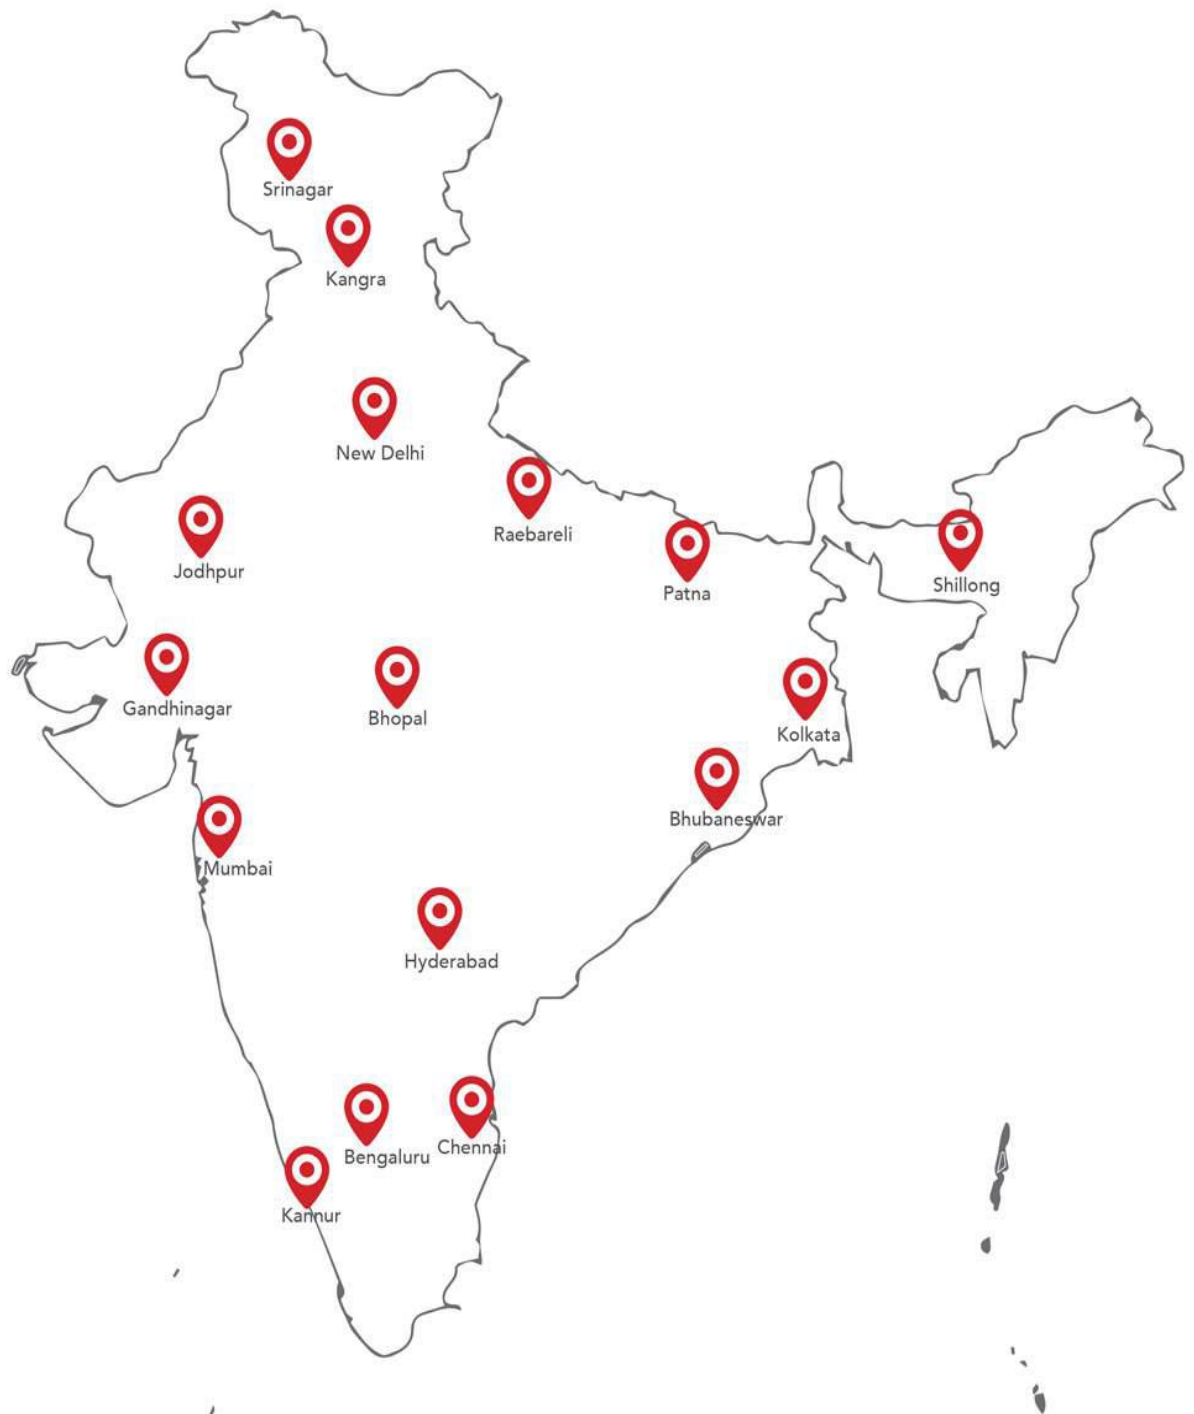 Srinagar
Kangra
New Delhi
Raebareli
Jodhpur
Patna
Shillong
Gandhinagar
Bhopal
Kolkata
Bhubaneswar
Mumbai
Hyderabad
Chennai
Bengaluru
Kannur